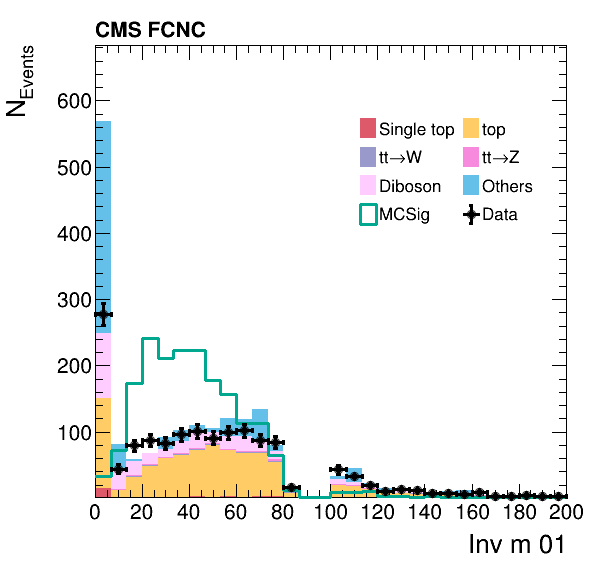 CMS FCNC
N_Events
600
500
400
300
200
100
Single top
top
tt→W
tt→Z
Diboson
Others
MCSig
Data
0 20 40 60 80 100 120 140 160 180 200
Inv m 01